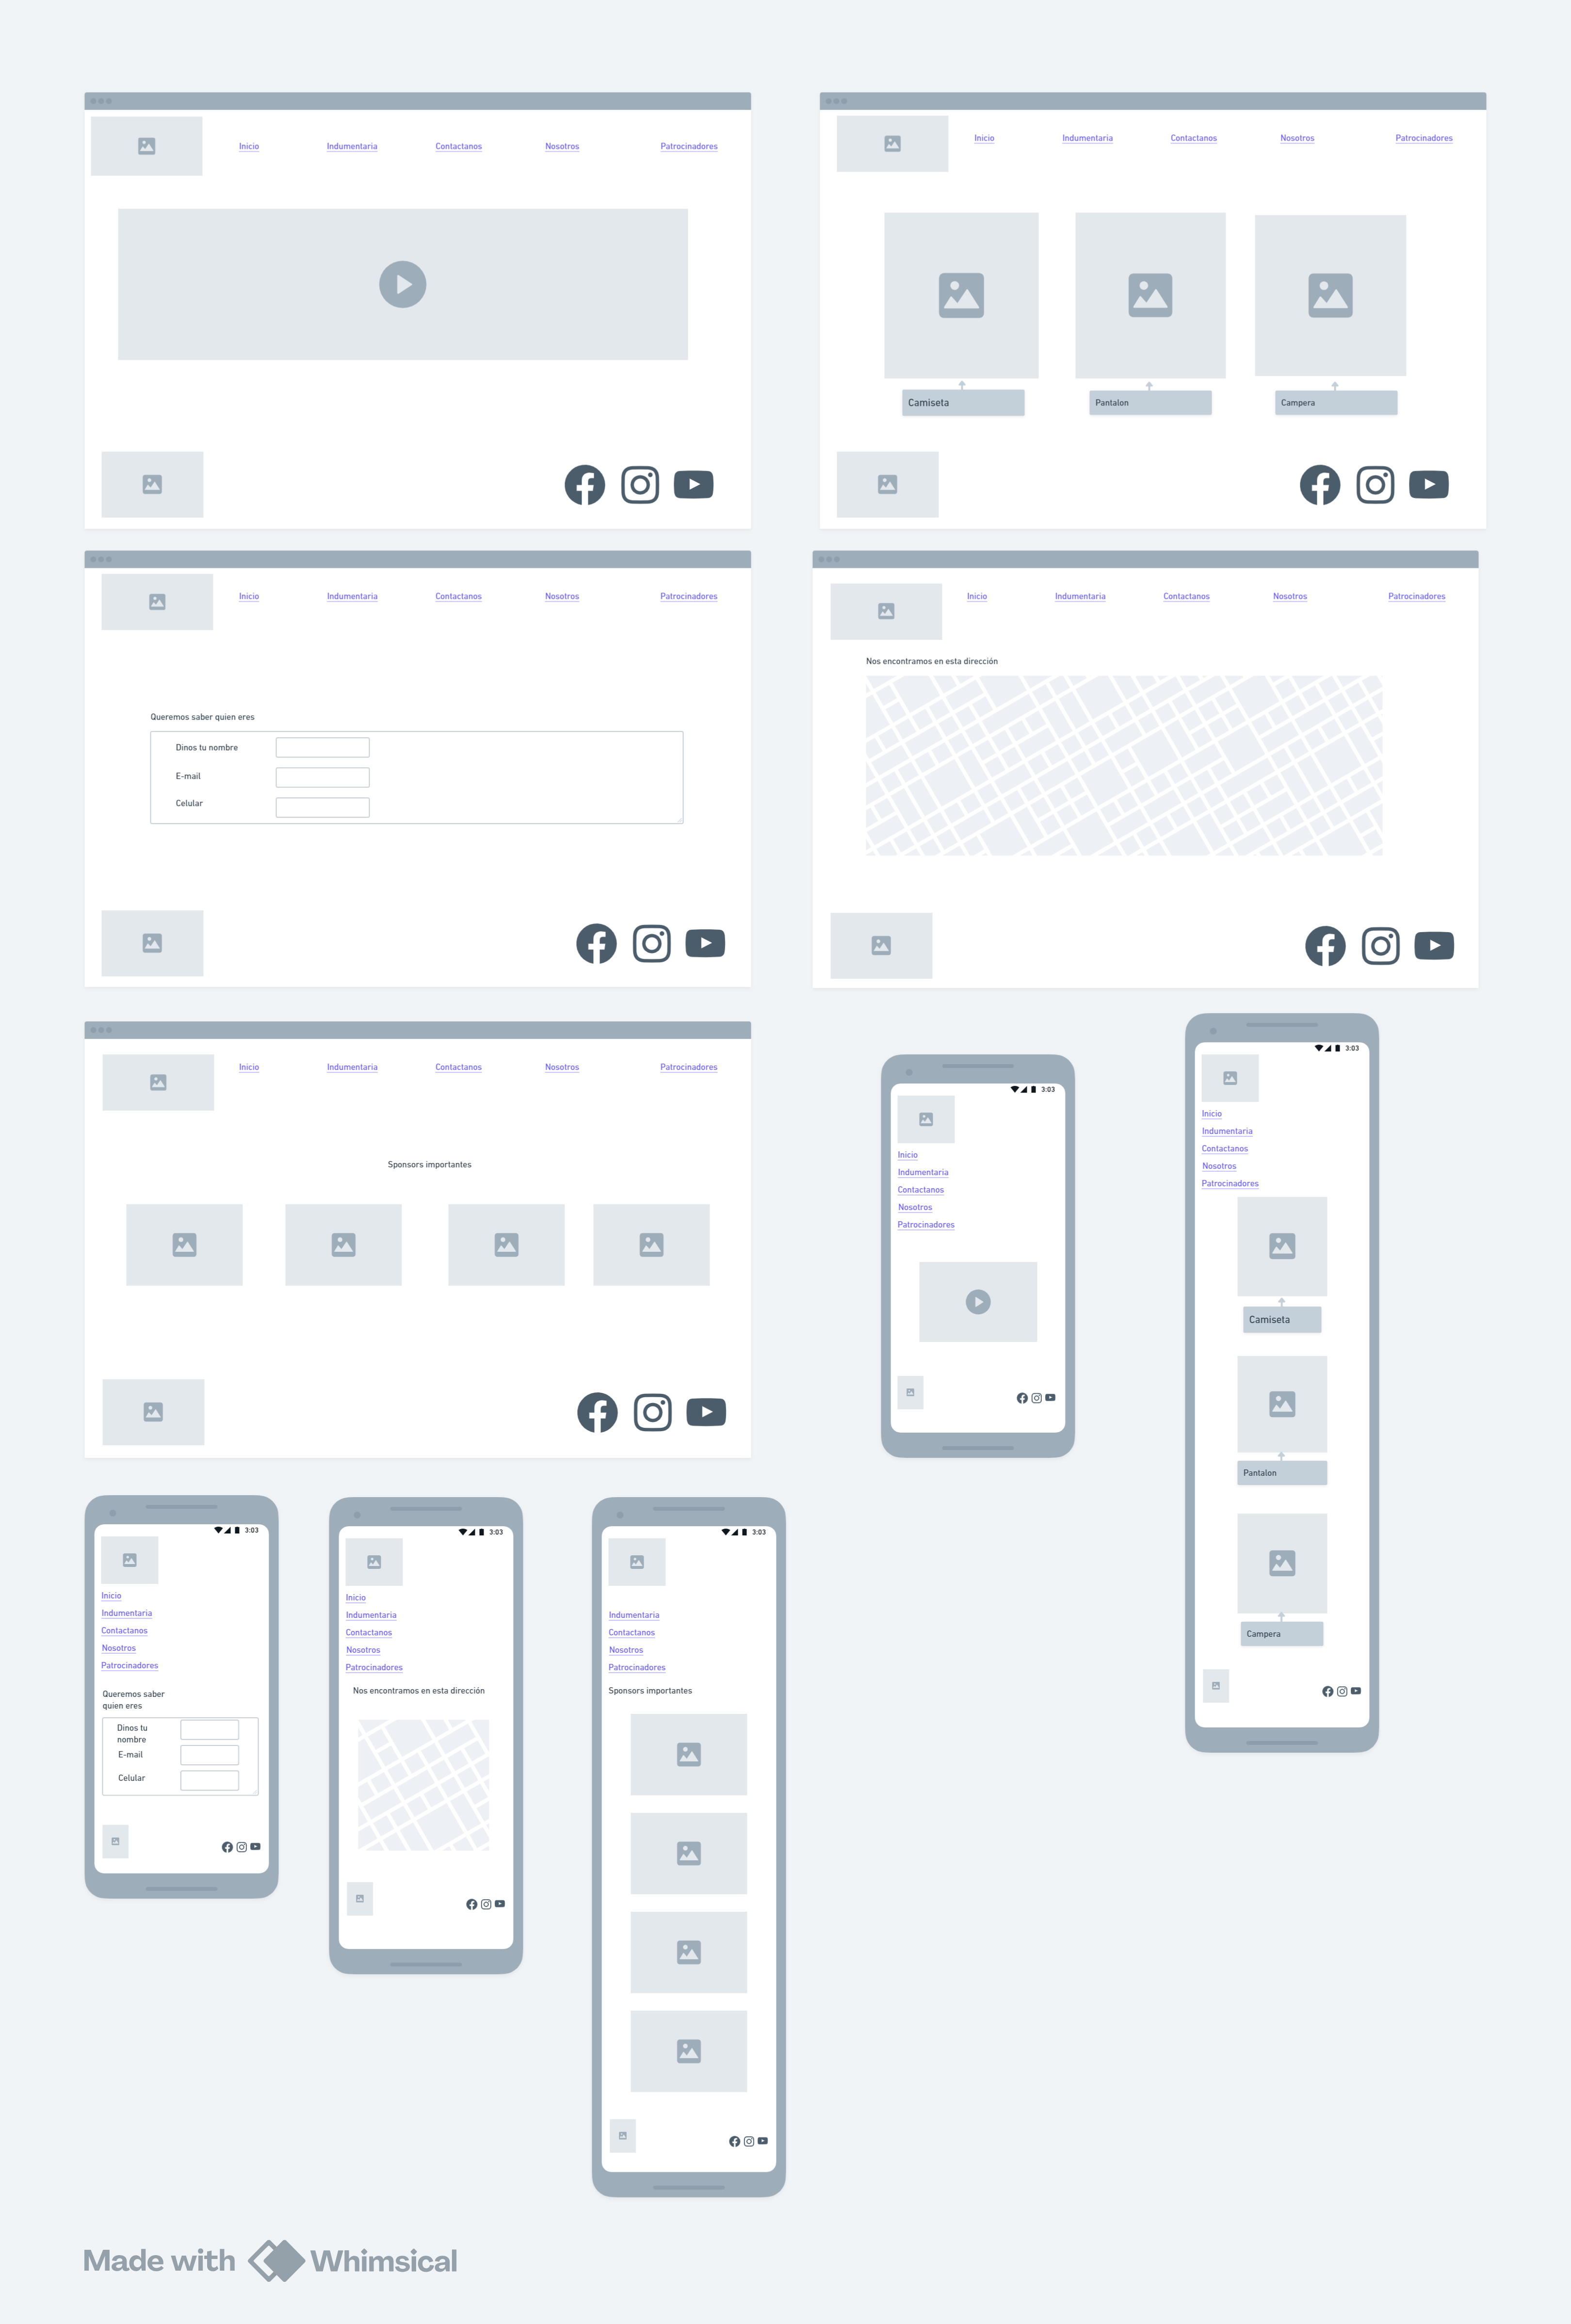 Inicio
Indumentaria
Contactanos
Nosotros
Patrocinadores
Inicio
Indumentaria
Contactanos
Nosotros
Patrocinadores
Camiseta
Pantalon
Campera
Inicio
Indumentaria
Contactanos
Nosotros
Patrocinadores
Queremos saber quien eres
Dinos tu nombre
E-mail
Celular
Inicio
Indumentaria
Contactanos
Nosotros
Patrocinadores
Nos encontramos en esta dirección
Inicio
Indumentaria
Contactanos
Nosotros
Patrocinadores
Sponsors importantes
3:03
Inicio
Indumentaria
Contactanos
Nosotros
Patrocinadores
3:03
Inicio
Indumentaria
Contactanos
Nosotros
Patrocinadores
Camiseta
Pantalon
Campera
3:03
Inicio
Indumentaria
Contactanos
Nosotros
Patrocinadores
Queremos saber
quien eres
Dinos tu
nombre
E-mail
Celular
3:03
Inicio
Indumentaria
Contactanos
Nosotros
Patrocinadores
Nos encontramos en esta dirección
3:03
Indumentaria
Contactanos
Nosotros
Patrocinadores
Sponsors importantes
Made with Whimsical